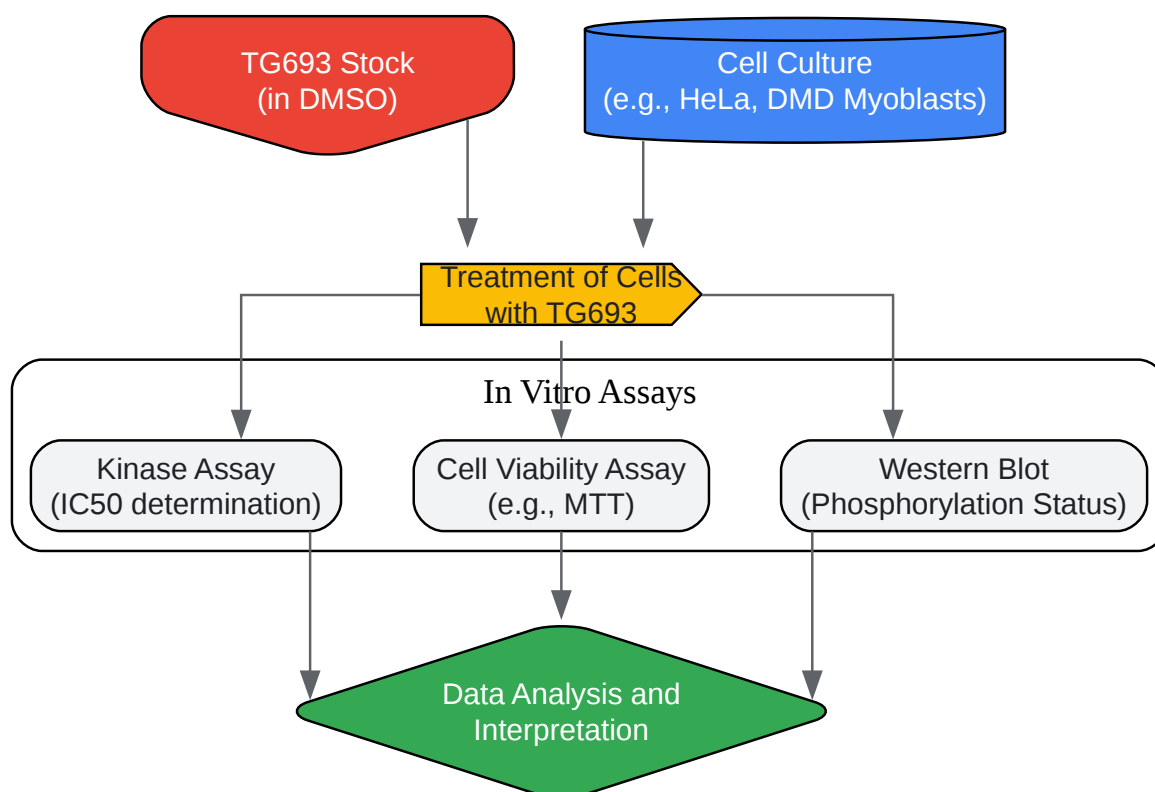 TG693 Stock
(in DMSO)
Cell Culture
(e.g., HeLa, DMD Myoblasts)
Treatment of Cells
with TG693
In Vitro Assays
Kinase Assay
(IC50 determination)
Cell Viability Assay
(e.g., MTT)
Western Blot
(Phosphorylation Status)
Data Analysis and
Interpretation